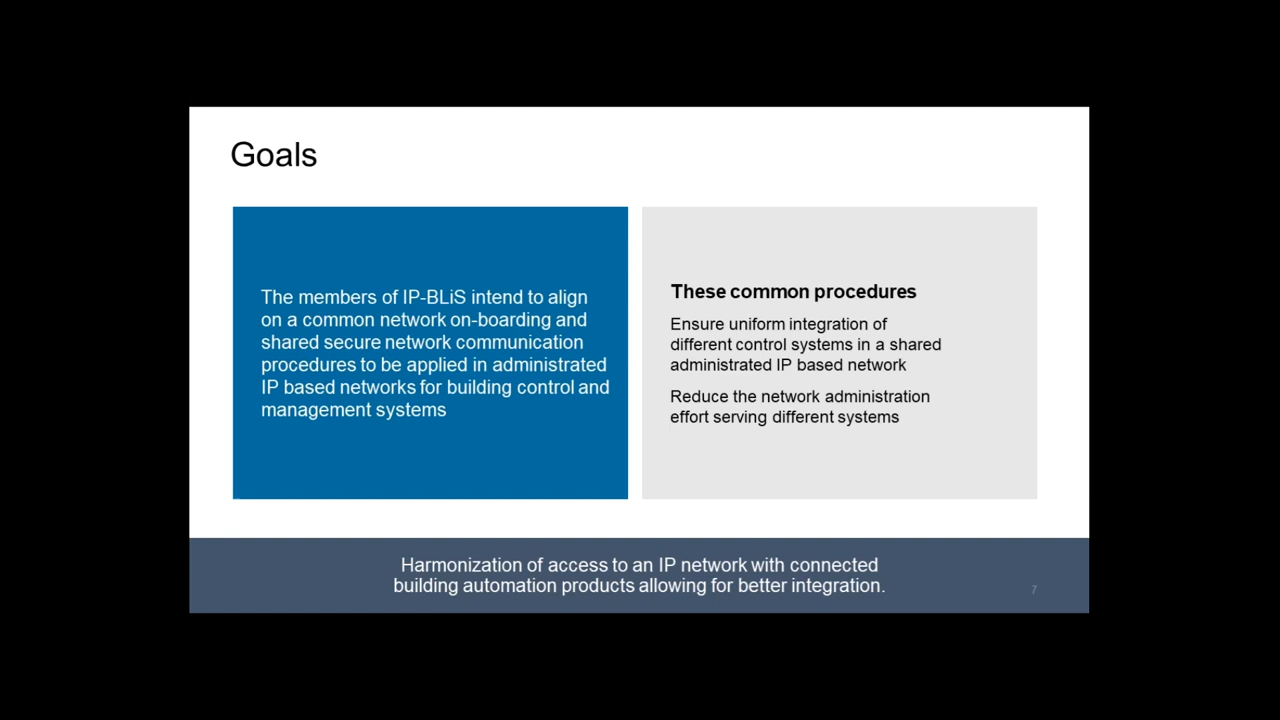 Goals
The members of IP-BLiS intend to align
on a common network on-boarding and
shared secure network communication
procedures to be applied in administrated
IP based networks for building control and
management systems
These common procedures
Ensure uniform integration of
different control systems in a shared
administrated IP based network
Reduce the network administration
effort serving different systems
Harmonization of access to an IP network with connected
building automation products allowing for better integration.
7